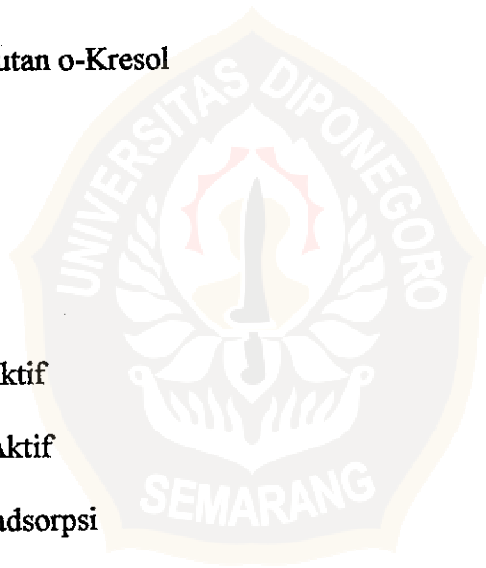 utan o-Kresol
UNIVERSITAS DIPONEGORO
ktif
Aktif
adsorpsi
SEMARANG